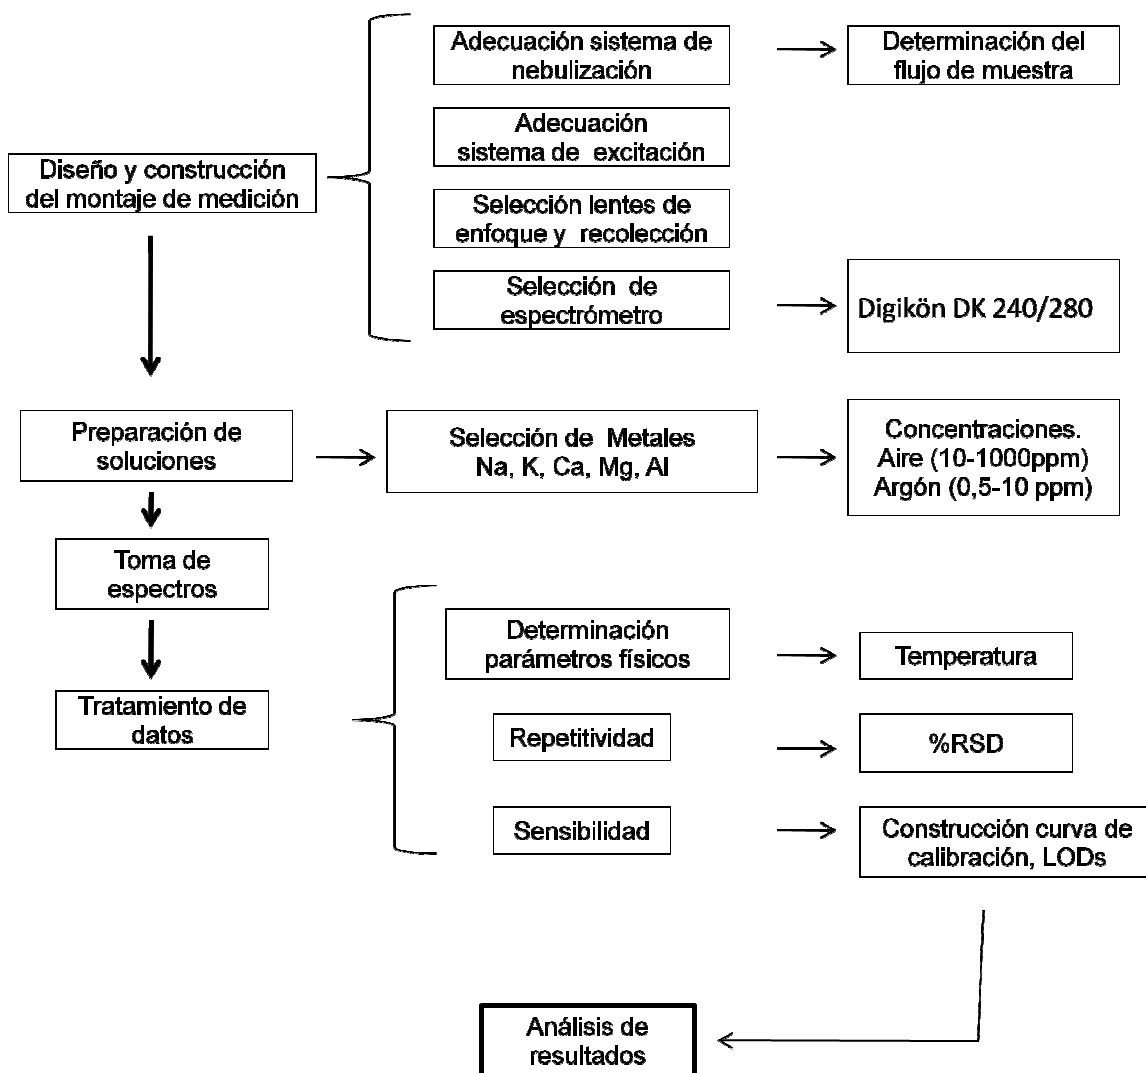 Adecuación sistema de
nebulización
Determinación del
flujo de muestra
Adecuación
sistema de excitación
Diseño y construcción
del montaje de medición
Selección lentes de
enfoque y recolección
Selección de
espectrómetro
Digikön DK 240/280
Preparación de
soluciones
Selección de Metales
Na, K, Ca, Mg, Al
Concentraciones.
Aire (10-1000ppm)
Argón (0,5-10 ppm)
Toma de
espectros
Tratamiento de
datos
Determinación
parámetros físicos
Temperatura
Repetitividad
%RSD
Sensibilidad
Construcción curva de
calibración, LODs
Análisis de
resultados